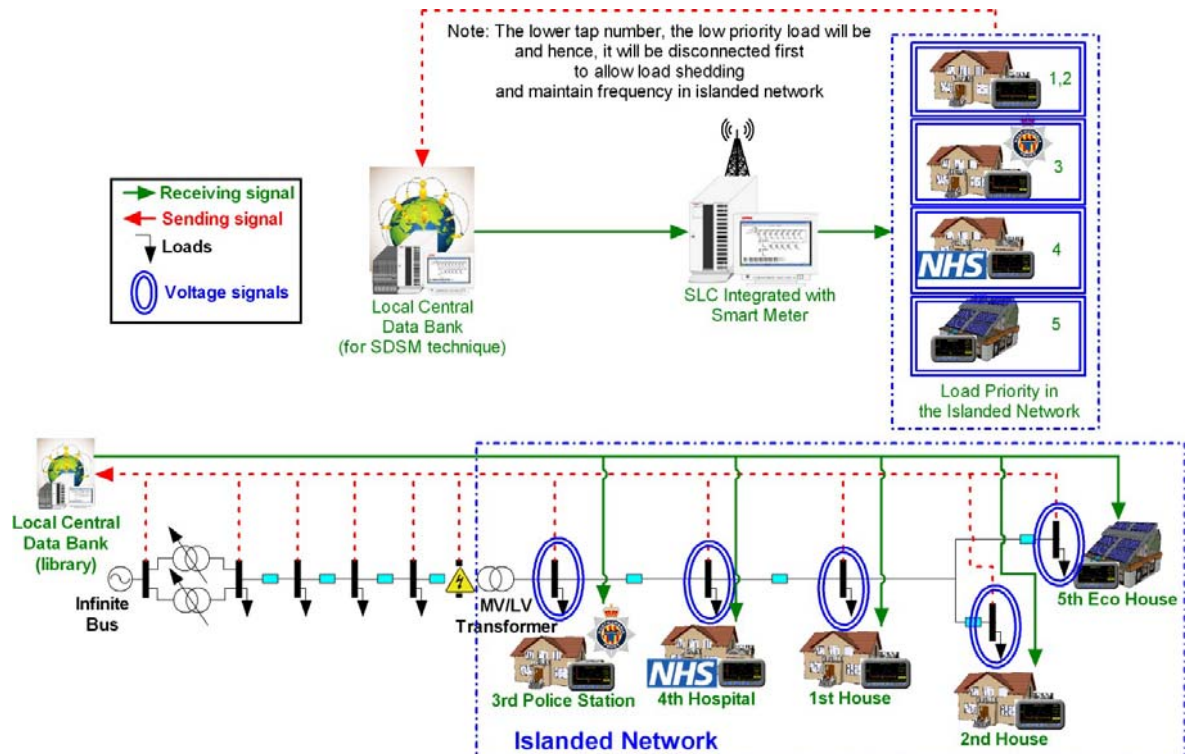 Note: The lower tap number, the low priority load will be
and hence, it will be disconnected first
to allow load shedding
and maintain frequency in islanded network
1,2
3
4
NHS
5
Load Priority in
the Islanded Network
Receiving signal
Sending signal
Loads
Voltage signals
Local Central
Data Bank
(for SDSM technique)
SLC Integrated with
Smart Meter
Local Central
Data Bank
(library)
Infinite
Bus
MV/LV
Transformer
3rd Police Station
NHS
4th Hospital
1st House
2nd House
5th Eco House
Islanded Network